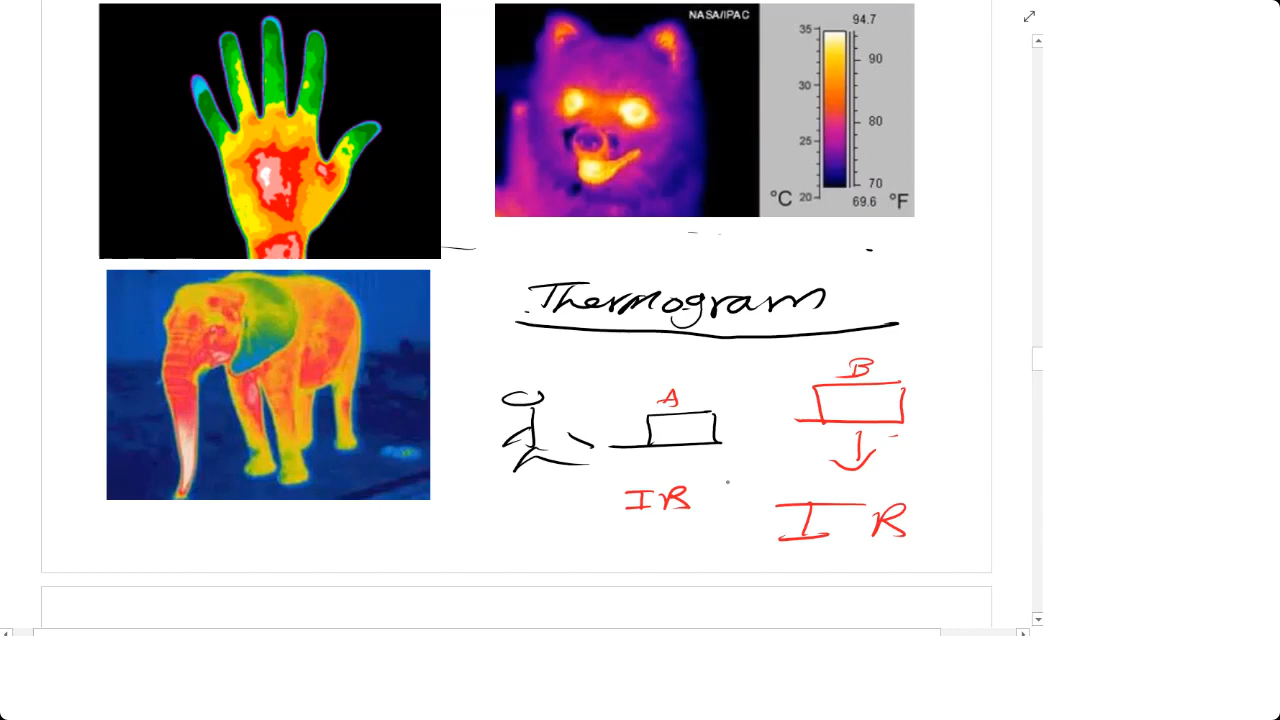 NASA/IPAC
94.7
35
90
30
80
25
70
°C 20 69.6 °F
Thermogram
B
A
IR
IR